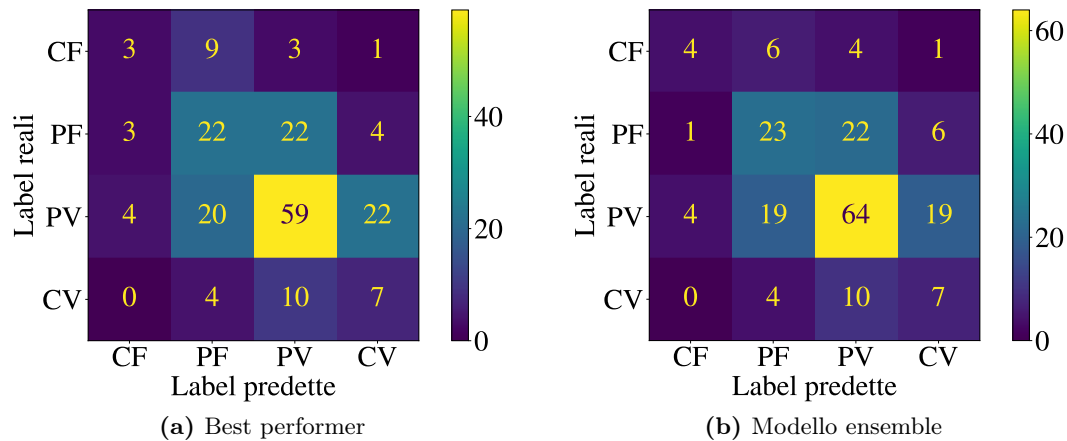 CF 3 9 3 1
PF 3 22 22 4
PV 4 20 59 22
CV 0 4 10 7
CF PF PV CV
Label reali
Label predette
40
20
0
(a) Best performer
CF 4 6 4 1
PF 1 23 22 6
PV 4 19 64 19
CV 0 4 10 7
CF PF PV CV
Label reali
Label predette
60
40
20
0
(b) Modello ensemble